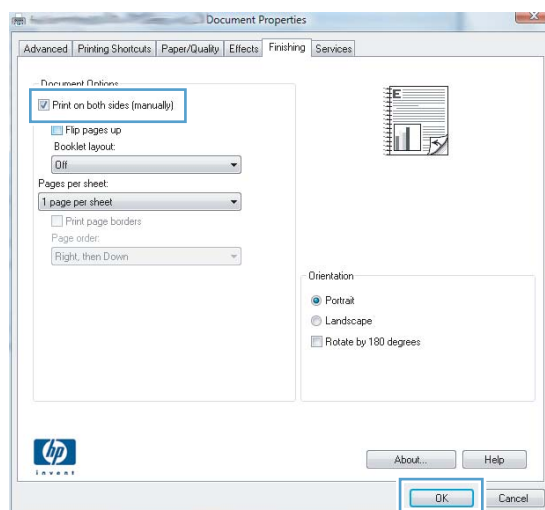 Document Properties
Advanced Printing Shortcuts Paper/Quality Effects Finishing Services
Document Options
Print on both sides (manually)
Flip pages up
Booklet layout:
Off
Pages per sheet:
1 page per sheet
Print page borders
Page order:
Right, then Down
E
Orientation
Portrait
Landscape
Rotate by 180 degrees
hp
invent
About... Help
OK Cancel